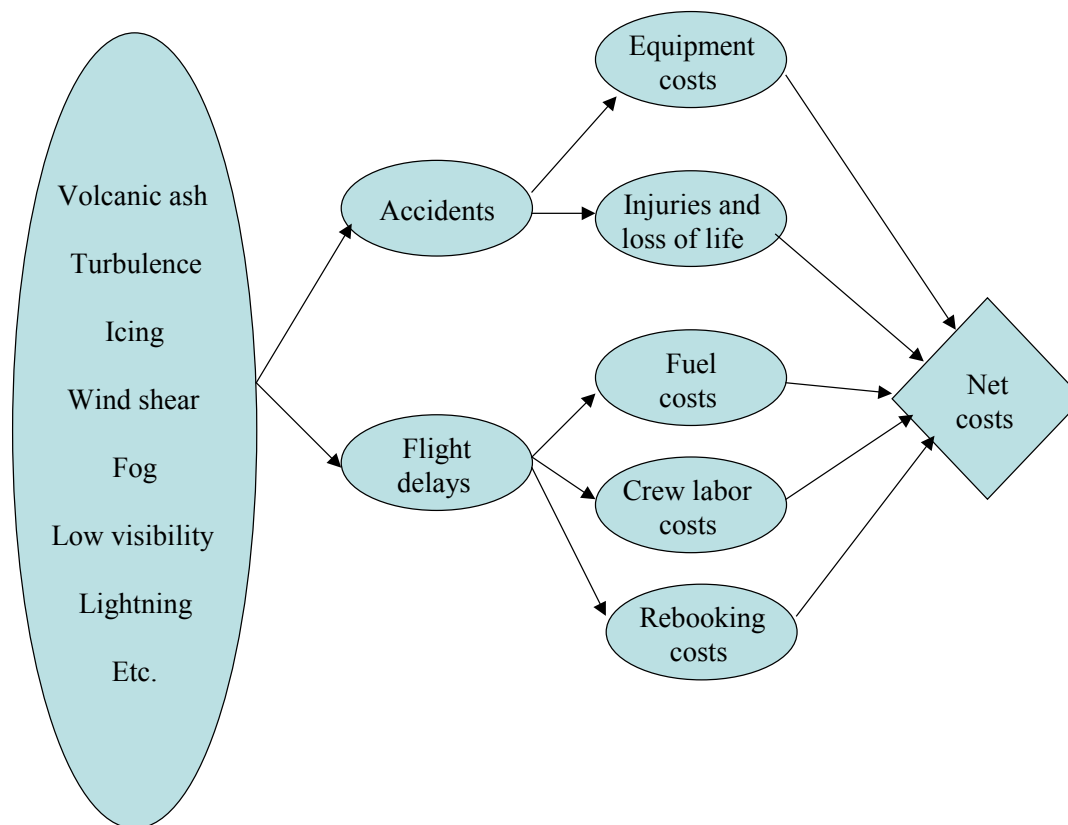 Volcanic ash
Turbulence
Icing
Wind shear
Fog
Low visibility
Lightning
Etc.
Accidents
Flight
delays
Equipment
costs
Injuries and
loss of life
Fuel
costs
Crew labor
costs
Rebooking
costs
Net
costs